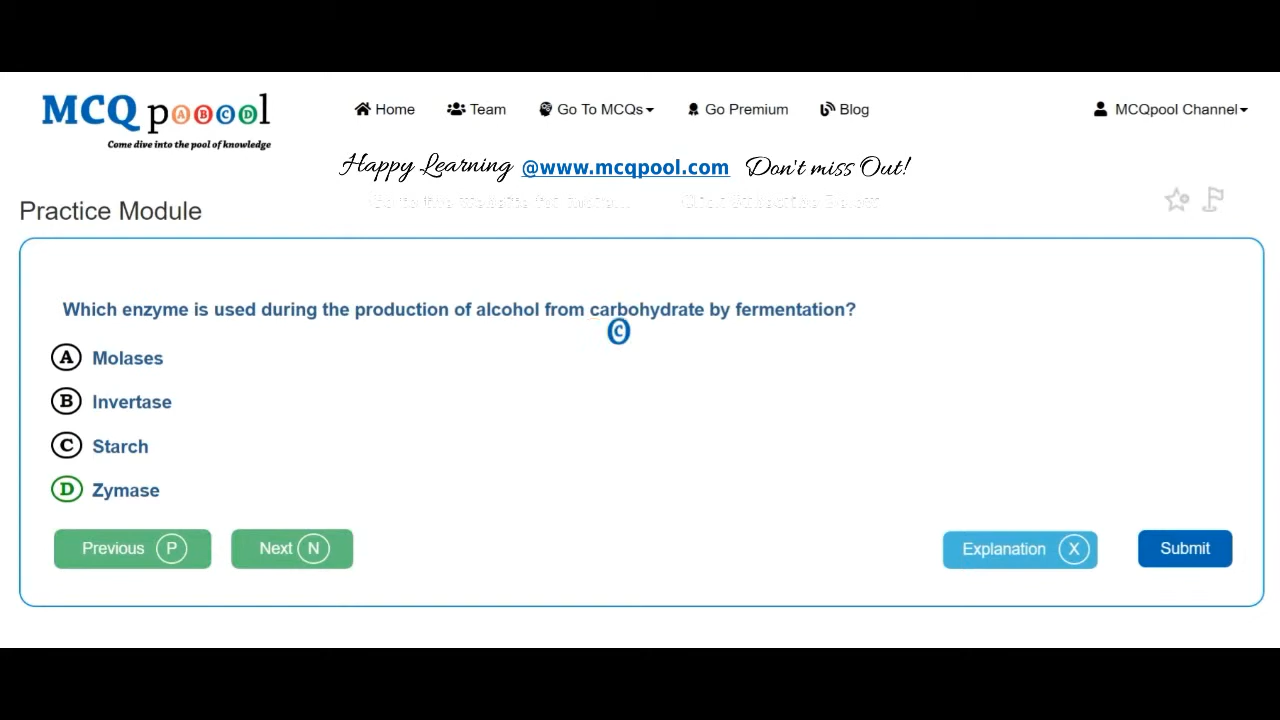 MCQ pooool
Come dive into the pool of knowledge
Home Team Go To MCQs Go Premium Blog MCQpool Channel
Happy Learning @www.mcqpool.com Don't miss Out!
Practice Module
Which enzyme is used during the production of alcohol from carbohydrate by fermentation?
C
A Molases
B Invertase
C Starch
D Zymase
Previous P Next N Explanation X Submit